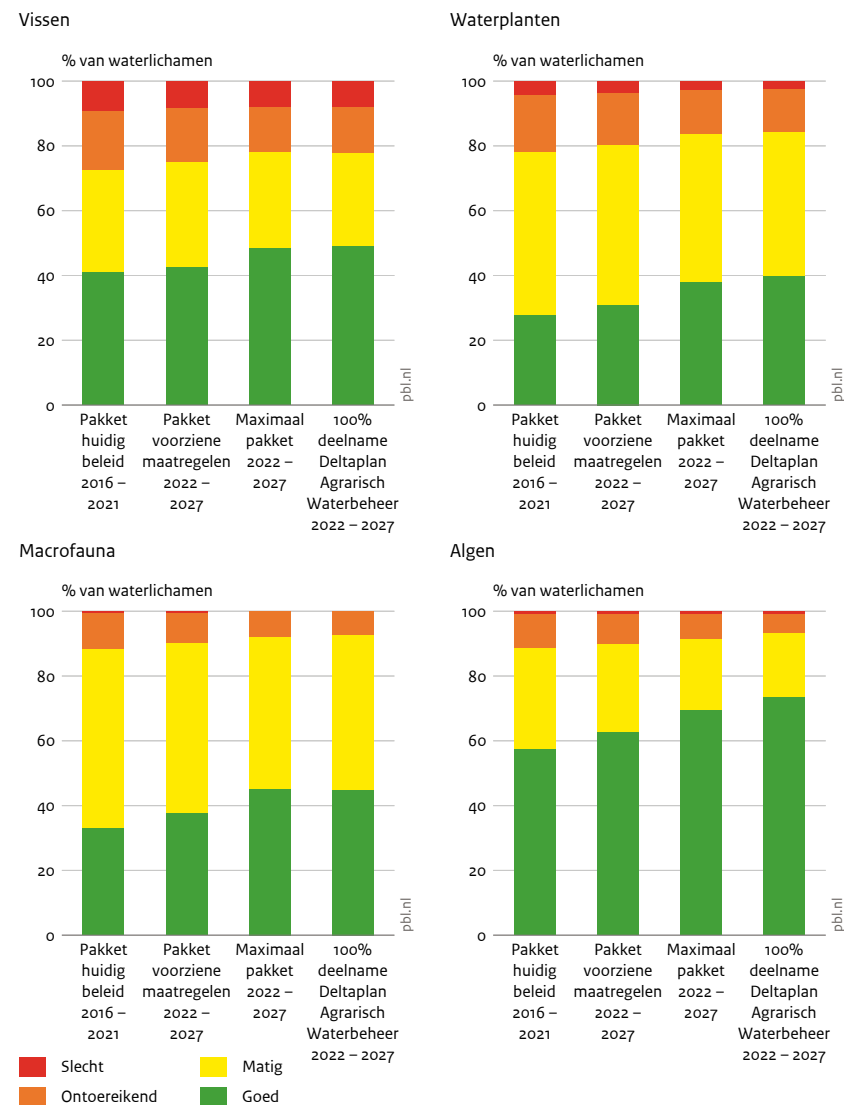 Vissen
% van waterlichamen
100
80
60
40
20
0
Pakket huidig beleid 2016 – 2021
Pakket voorziene maatregelen 2022 – 2027
Maximaal pakket 2022 – 2027
100% deelname Deltaplan Agrarisch Waterbeheer 2022 – 2027
pbl.nl
Waterplanten
% van waterlichamen
100
80
60
40
20
0
Pakket huidig beleid 2016 – 2021
Pakket voorziene maatregelen 2022 – 2027
Maximaal pakket 2022 – 2027
100% deelname Deltaplan Agrarisch Waterbeheer 2022 – 2027
pbl.nl
Macrofauna
% van waterlichamen
100
80
60
40
20
0
Pakket huidig beleid 2016 – 2021
Pakket voorziene maatregelen 2022 – 2027
Maximaal pakket 2022 – 2027
100% deelname Deltaplan Agrarisch Waterbeheer 2022 – 2027
pbl.nl
Algen
% van waterlichamen
100
80
60
40
20
0
Pakket huidig beleid 2016 – 2021
Pakket voorziene maatregelen 2022 – 2027
Maximaal pakket 2022 – 2027
100% deelname Deltaplan Agrarisch Waterbeheer 2022 – 2027
pbl.nl
Slecht
Ontoereikend
Matig
Goed